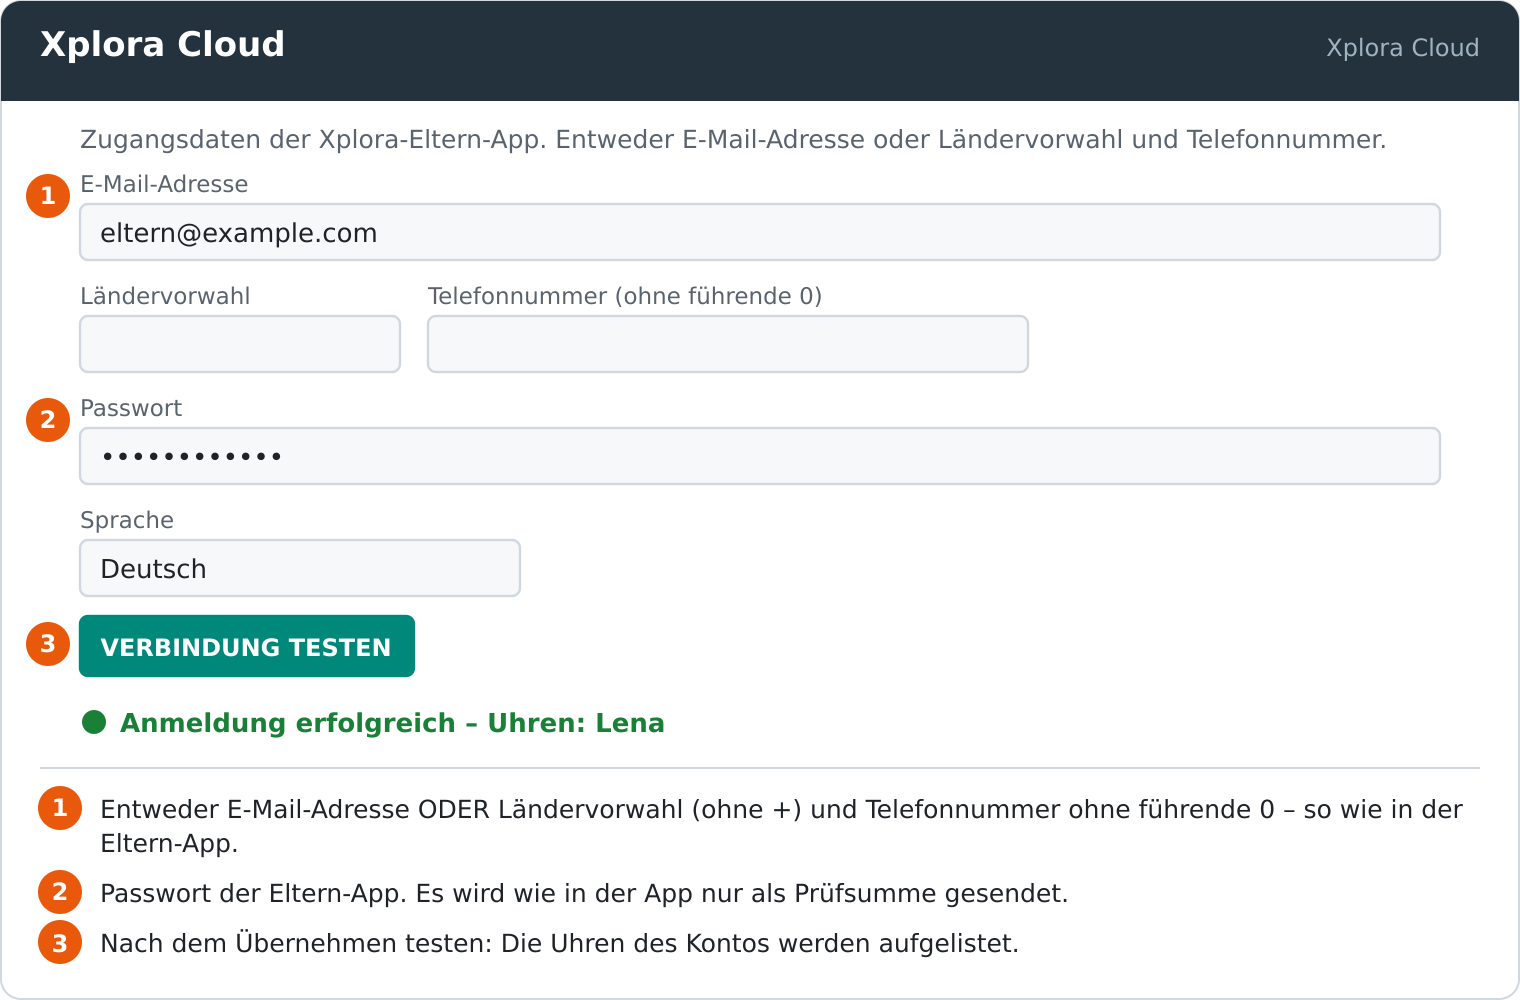 Xplora Cloud
Xplora Cloud
Zugangsdaten der Xplora-Eltern-App. Entweder E-Mail-Adresse oder Ländervorwahl und Telefonnummer.
1 E-Mail-Adresse
eltern@example.com
Ländervorwahl Telefonnummer (ohne führende 0)
2 Passwort
••••••••••••
Sprache
Deutsch
3 VERBINDUNG TESTEN
Anmeldung erfolgreich – Uhren: Lena
1 Entweder E-Mail-Adresse ODER Ländervorwahl (ohne +) und Telefonnummer ohne führende 0 – so wie in der
Eltern-App.
2 Passwort der Eltern-App. Es wird wie in der App nur als Prüfsumme gesendet.
3 Nach dem Übernehmen testen: Die Uhren des Kontos werden aufgelistet.